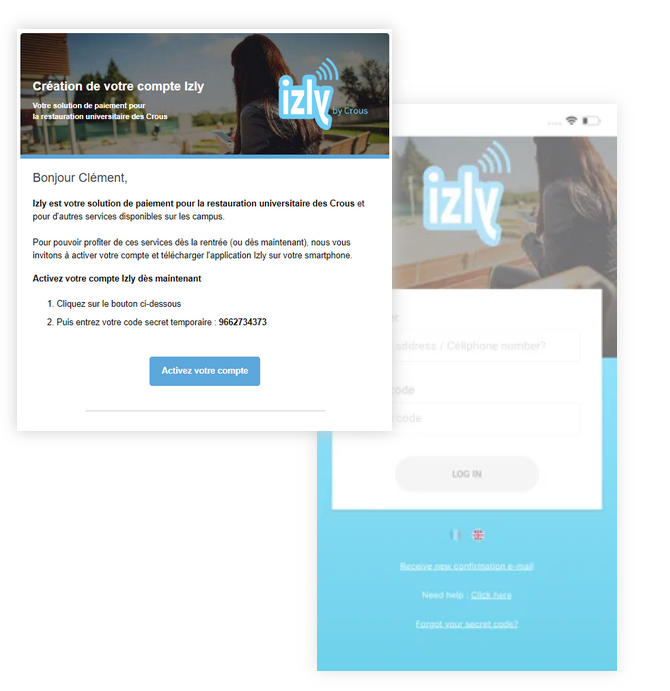 Création de votre compte Izly
Votre solution de paiement pour
la restauration universitaire des Crous
izly
by Crous
Bonjour Clément,
Izly est votre solution de paiement pour la restauration universitaire des Crous et
pour d'autres services disponibles sur les campus.
Pour pouvoir profiter de ces services dès la rentrée (ou dès maintenant), nous vous
invitons à activer votre compte et télécharger l'application Izly sur votre smartphone.
Activez votre compte Izly dès maintenant
1. Cliquez sur le bouton ci-dessous
2. Puis entrez votre code secret temporaire : 9662734373
Activez votre compte
izly
address / Cellphone number?
code
code
LOG IN
Receive new confirmation e-mail
Need help : Click here
Forgot your secret code?